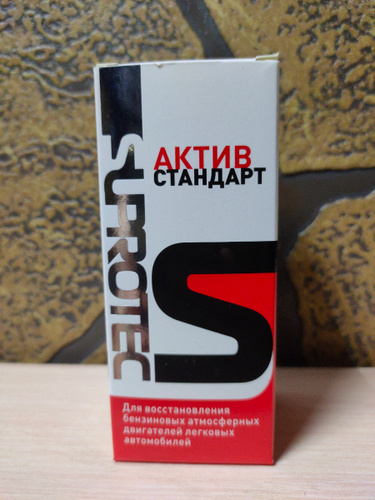 SUPROTEC
АКТИВ
СТАНДАРТ
S
Для восстановления
бензиновых атмосферных
двигателей легковых
автомобилей